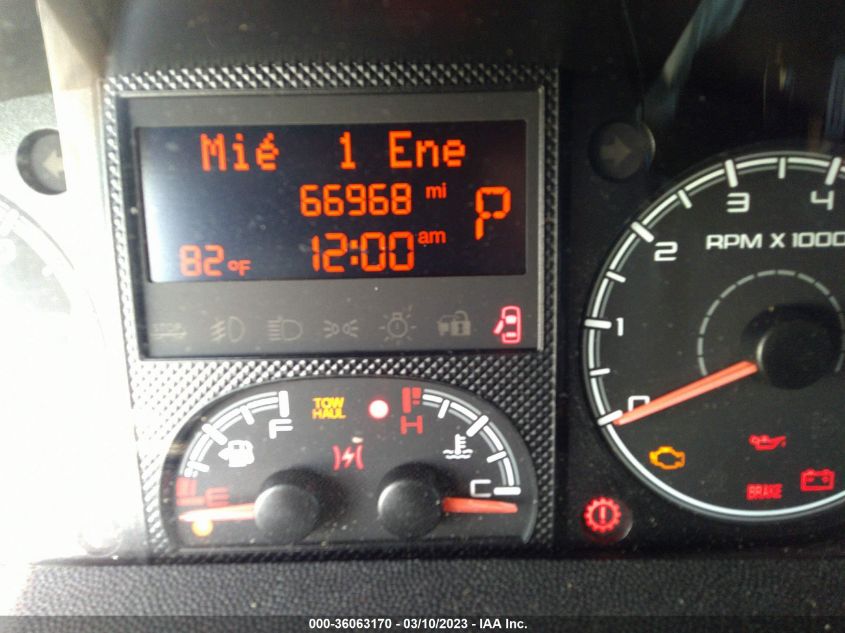 Mié 1 Ene
66968 mi
P
82°F 12:00 am
STOP
F
TOW
HAUL
H
E
C
0
1
2
3
4
RPM X 1000
BRAKE
000-36063170 - 03/10/2023 - IAA Inc.